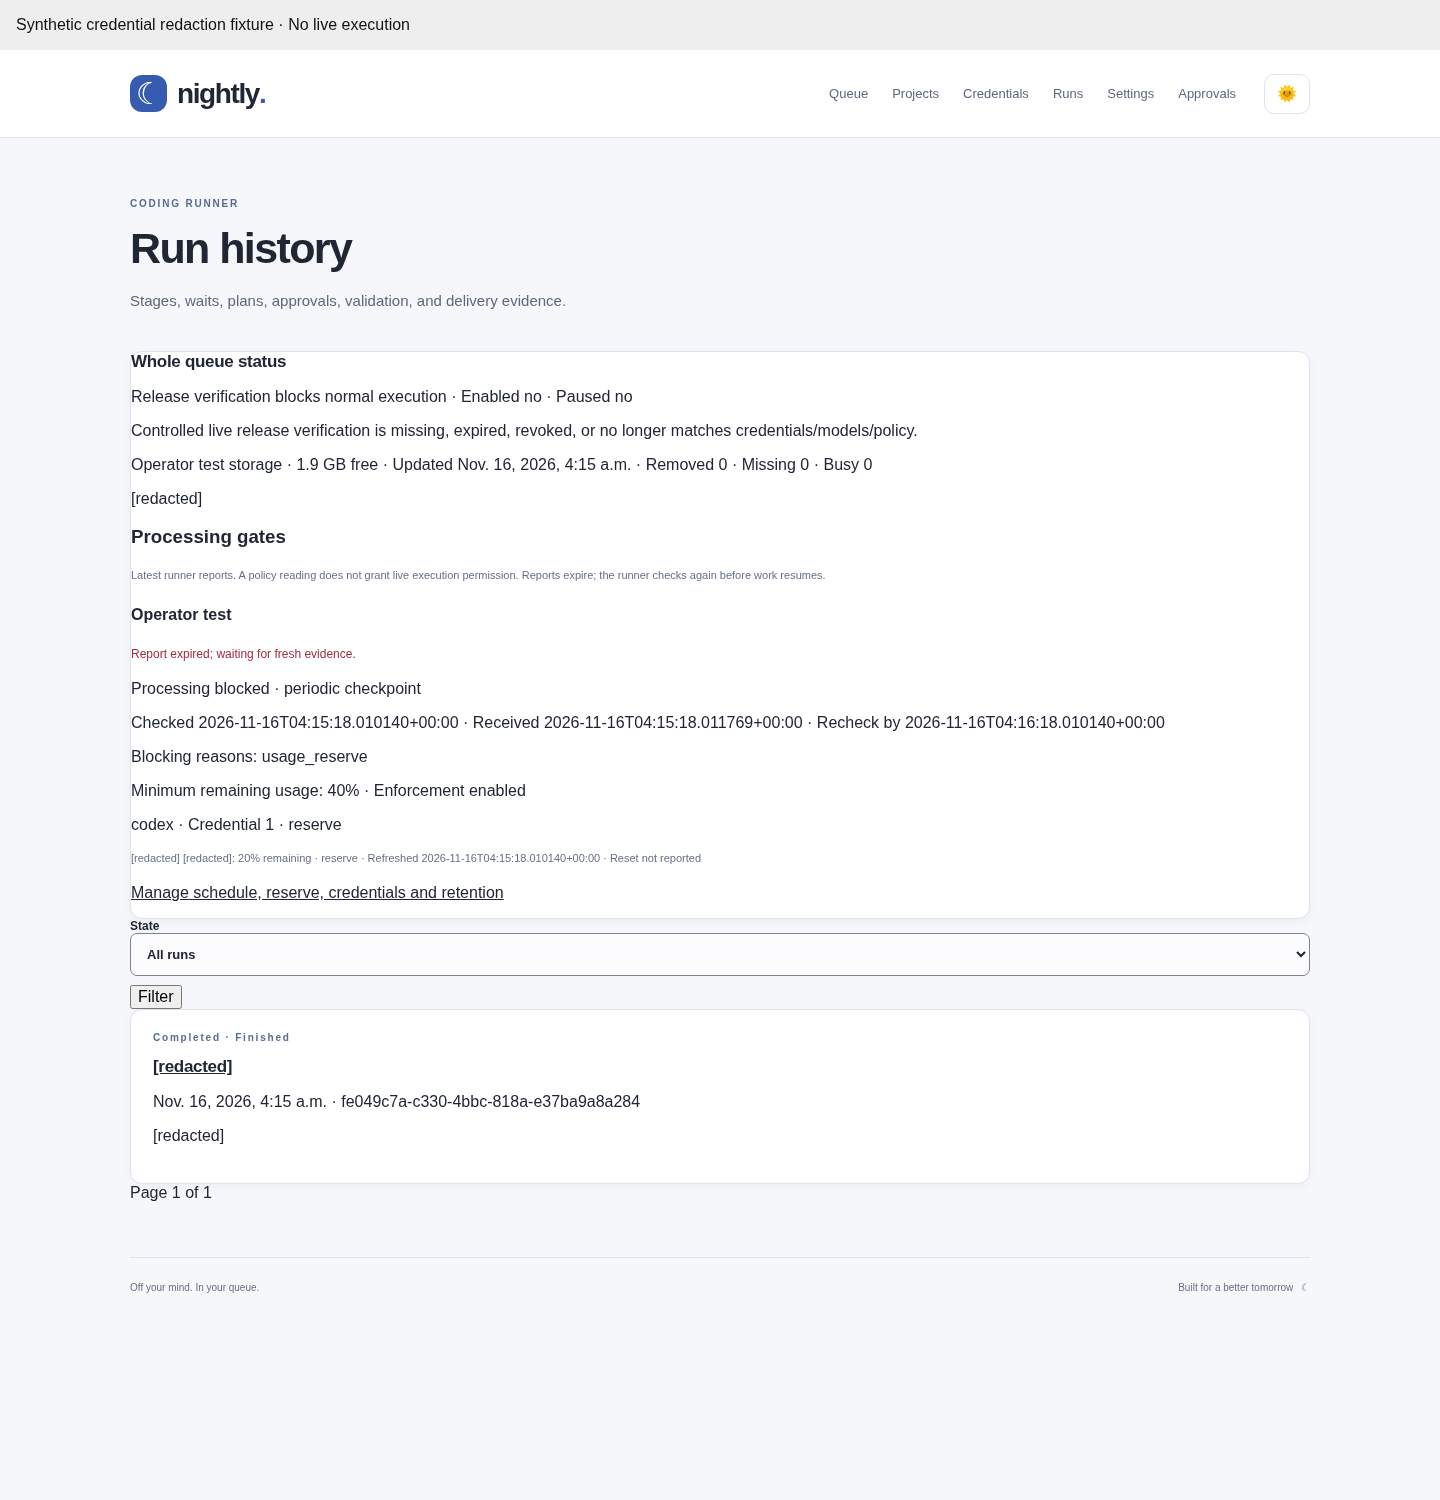 Synthetic credential redaction fixture · No live execution
nightly.
Queue Projects Credentials Runs Settings Approvals
CODING RUNNER
Run history
Stages, waits, plans, approvals, validation, and delivery evidence.
Whole queue status
Release verification blocks normal execution · Enabled no · Paused no
Controlled live release verification is missing, expired, revoked, or no longer matches credentials/models/policy.
Operator test storage · 1.9 GB free · Updated Nov. 16, 2026, 4:15 a.m. · Removed 0 · Missing 0 · Busy 0
[redacted]
Processing gates
Latest runner reports. A policy reading does not grant live execution permission. Reports expire; the runner checks again before work resumes.
Operator test
Report expired; waiting for fresh evidence.
Processing blocked · periodic checkpoint
Checked 2026-11-16T04:15:18.010140+00:00 · Received 2026-11-16T04:15:18.011769+00:00 · Recheck by 2026-11-16T04:16:18.010140+00:00
Blocking reasons: usage_reserve
Minimum remaining usage: 40% · Enforcement enabled
codex · Credential 1 · reserve
[redacted] [redacted]: 20% remaining · reserve · Refreshed 2026-11-16T04:15:18.010140+00:00 · Reset not reported
Manage schedule, reserve, credentials and retention
State
All runs
Filter
Completed · Finished
[redacted]
Nov. 16, 2026, 4:15 a.m. · fe049c7a-c330-4bbc-818a-e37ba9a8a284
[redacted]
Page 1 of 1
Off your mind. In your queue.
Built for a better tomorrow ☾